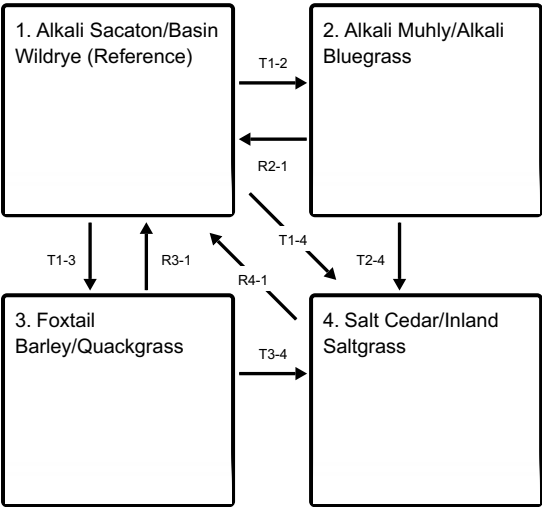 1. Alkali Sacaton/Basin
Wildrye (Reference)
2. Alkali Muhly/Alkali
Bluegrass
T1-2
R2-1
T1-3
R3-1
T1-4
R4-1
T2-4
3. Foxtail
Barley/Quackgrass
4. Salt Cedar/Inland
Saltgrass
T3-4